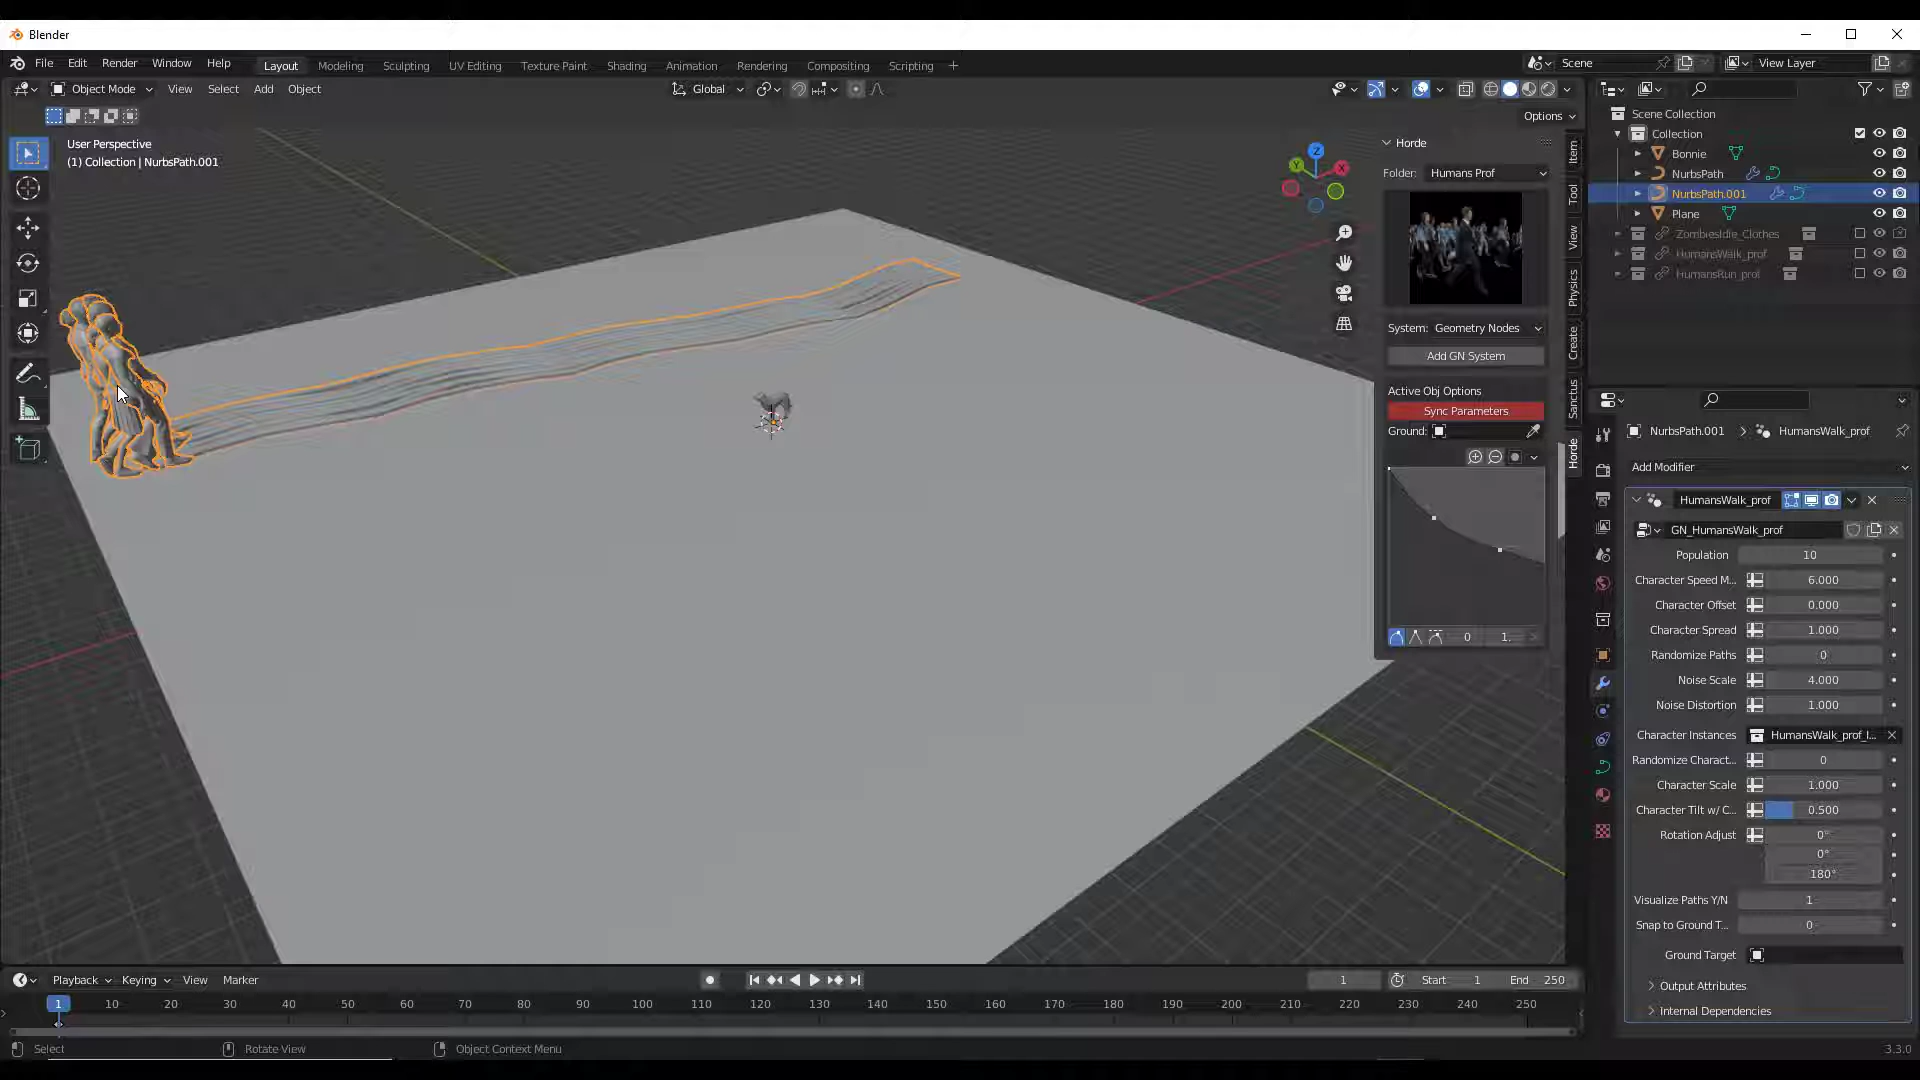 Blender
File Edit Render Window Help
Layout Modeling Sculpting UV Editing Texture Paint Shading Animation Rendering Compositing Scripting +
Scene
View Layer
Object Mode View Select Add Object
Global
Options
User Perspective
(1) Collection | NurbsPath.001
Z
Y
X
Horde
Folder: Humans Prof
System: Geometry Nodes
Add GN System
Active Obj Options
Sync Parameters
Ground:
0 1.
Item
Tool
View
Physics
Create
Sanctus
Horde
Scene Collection
Collection
Bonnie
NurbsPath
NurbsPath.001
Plane
ZombiesIdle_Clothes
HumansWalk_prof
HumansRun_prof
NurbsPath.001 HumansWalk_prof
Add Modifier
HumansWalk_prof
GN_HumansWalk_prof
Population 10
Character Speed M... 6.000
Character Offset 0.000
Character Spread 1.000
Randomize Paths 0
Noise Scale 4.000
Noise Distortion 1.000
Character Instances HumansWalk_prof_I...
Randomize Charact... 0
Character Scale 1.000
Character Tilt w/ C... 0.500
Rotation Adjust 0°
0°
180°
Visualize Paths Y/N 1
Snap to Ground T... 0
Ground Target
Output Attributes
Internal Dependencies
Playback Keying View Marker
1 Start 1 End 250
1 10 20 30 40 50 60 70 80 90 100 110 120 130 140 150 160 170 180 190 200 210 220 230 240 250
Select Rotate View Object Context Menu
3.3.0